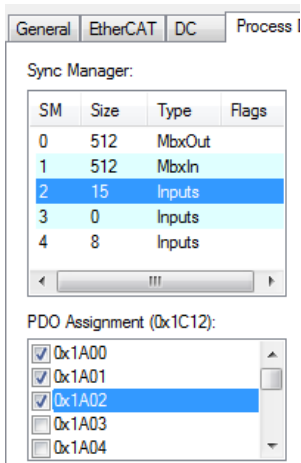 General EtherCAT DC Process
Sync Manager:
SM Size Type Flags
0 512 MbxOut
1 512 MbxIn
2 15 Inputs
3 0 Inputs
4 8 Inputs
PDO Assignment (0x1C12):
0x1A00
0x1A01
0x1A02
0x1A03
0x1A04